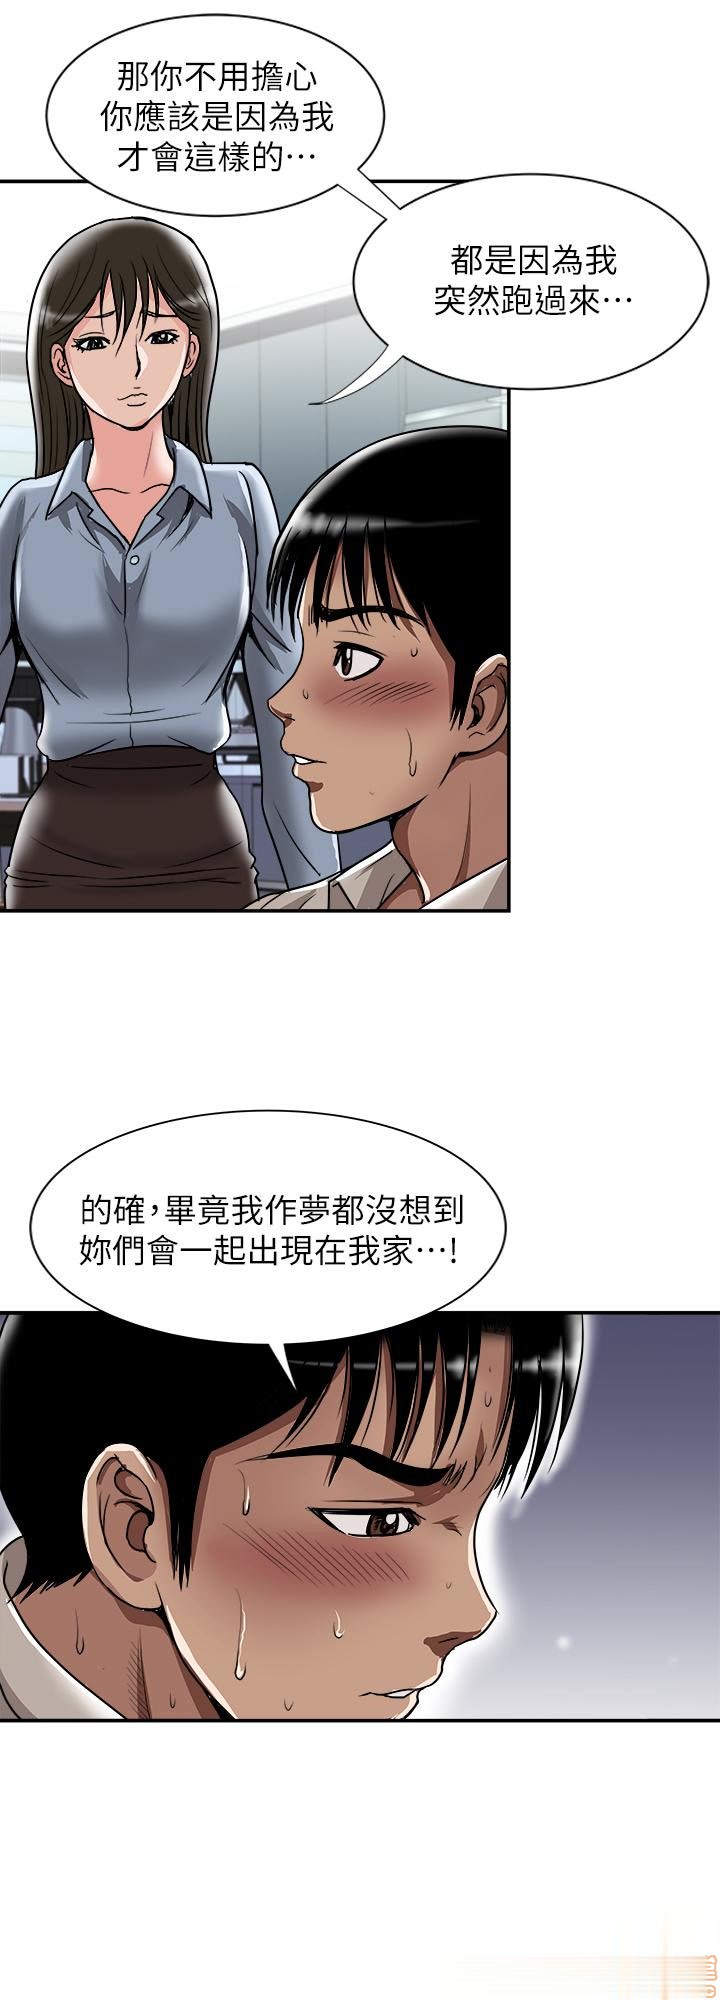 那你不用擔心
你應該是因為我
才會這樣的…
都是因為我
突然跑過來…
的確，畢竟我作夢都沒想到
妳們會一起出現在我家…!